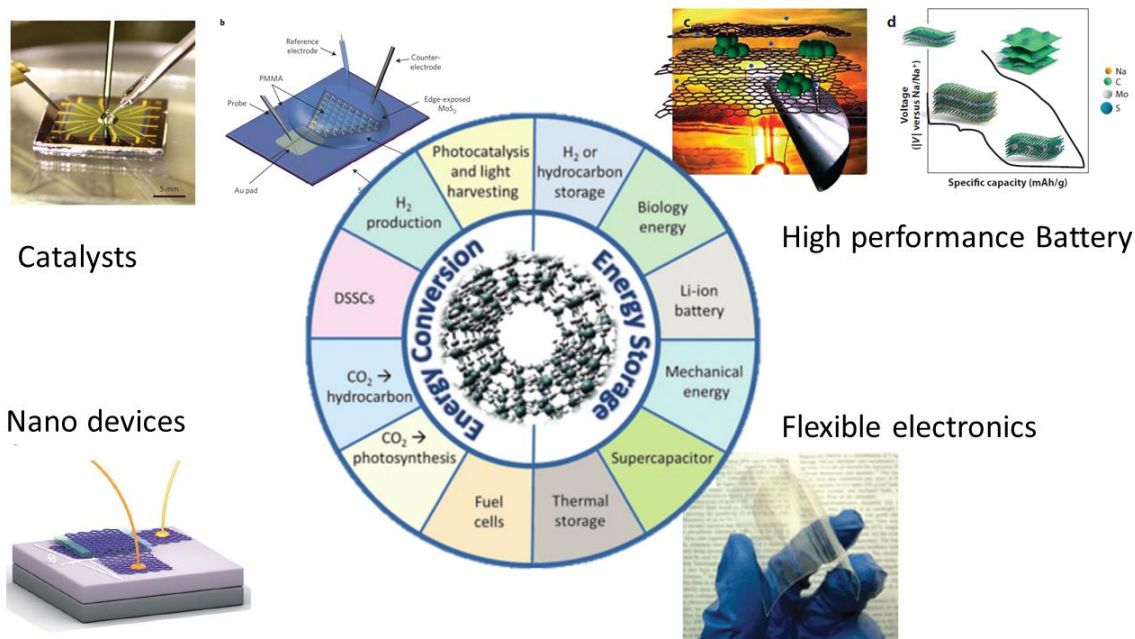 b
Reference
electrode
Counter-
electrode
PMMA
Probe
Edge-exposed
MoS₂
Au pad
S
5 mm
c
d
Na
C
Mo
S
Voltage
(|V| versus Na/Na⁺)
Specific capacity (mAh/g)
Catalysts
High performance Battery
Nano devices
Flexible electronics
Photocatalysis
and light
harvesting
H₂ or
hydrocarbon
storage
H₂
production
Biology
energy
DSSCs
Li-ion
battery
CO₂ →
hydrocarbon
Mechanical
energy
CO₂ →
photosynthesis
Supercapacitor
Fuel
cells
Thermal
storage
Energy Conversion
Energy Storage